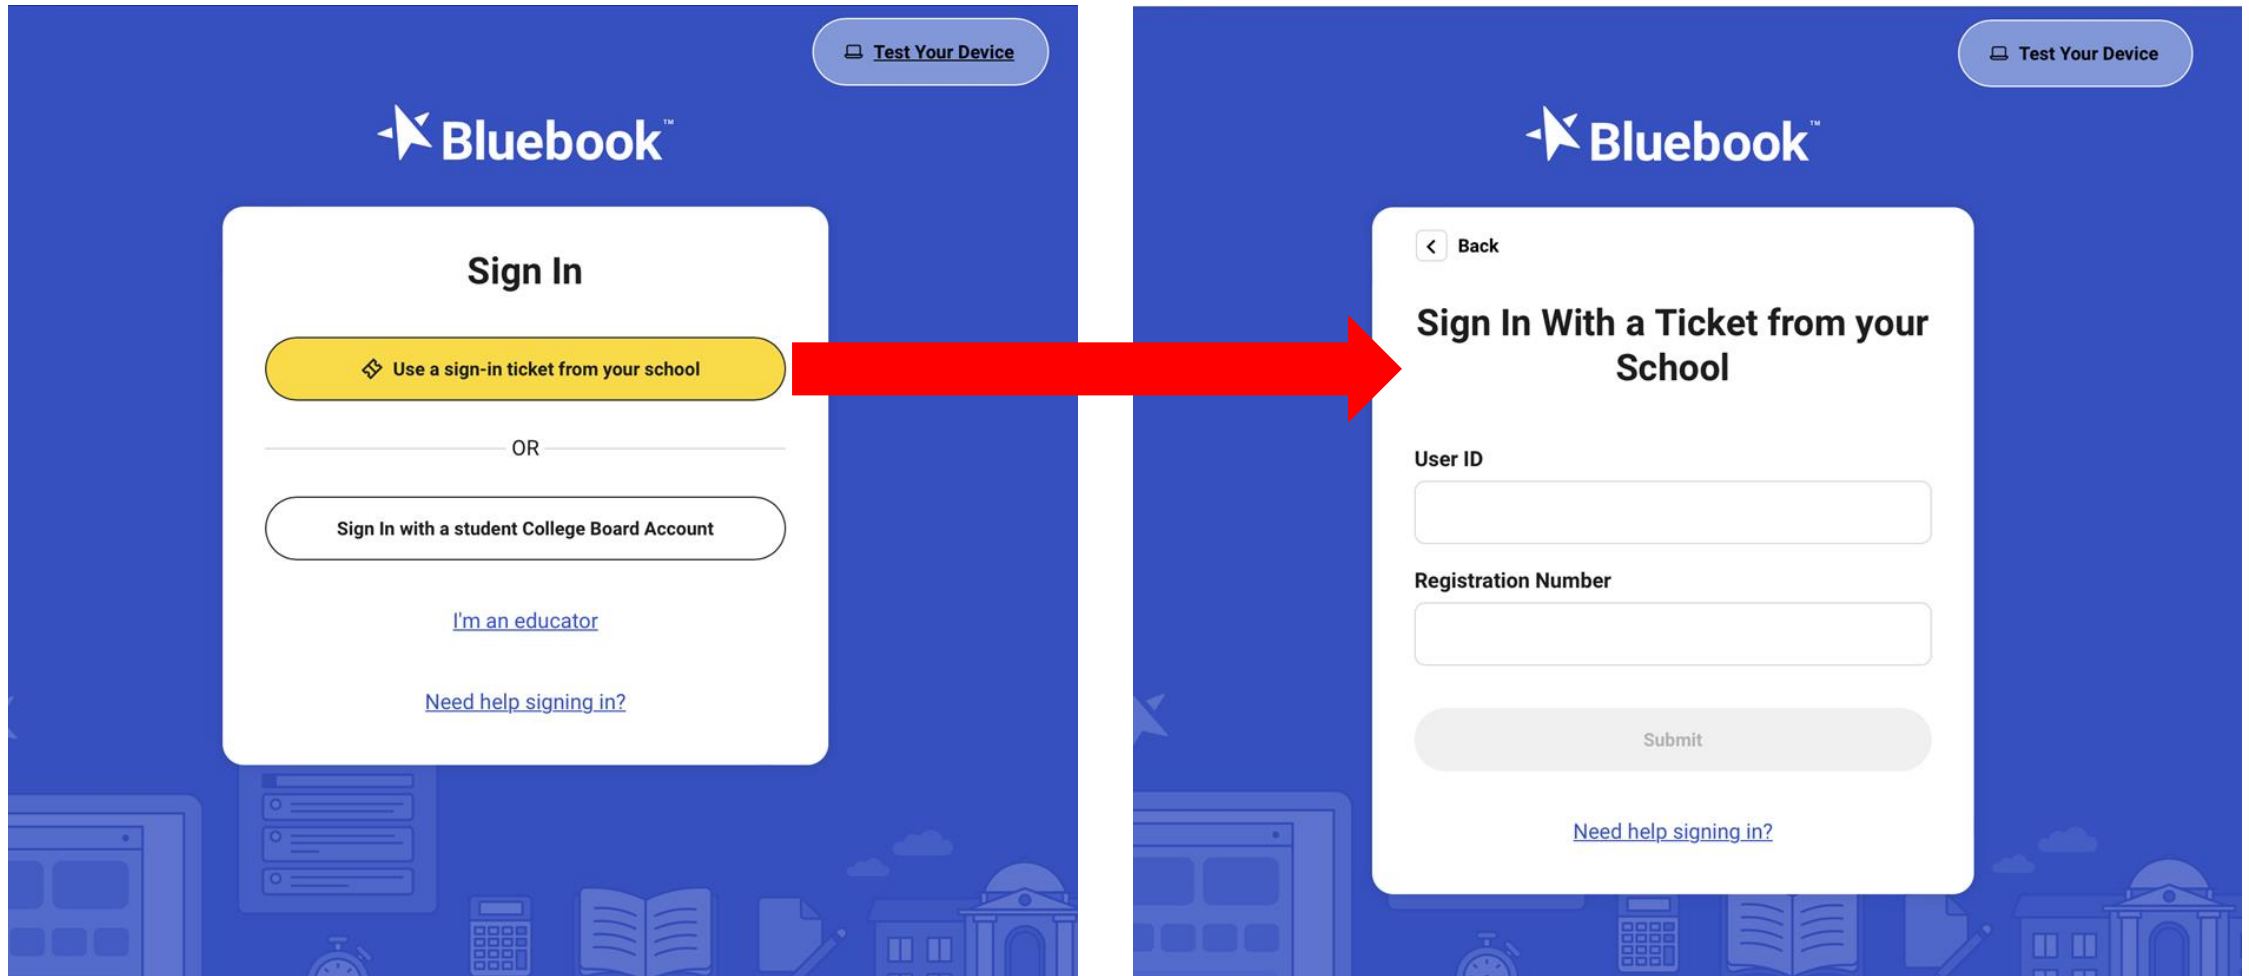 Test Your Device
Bluebook™
Sign In
Use a sign-in ticket from your school
OR
Sign In with a student College Board Account
I'm an educator
Need help signing in?
Test Your Device
Bluebook™
Back
Sign In With a Ticket from your
School
User ID
Registration Number
Submit
Need help signing in?